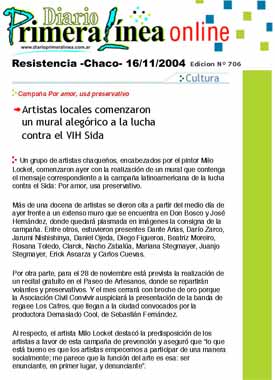 Diario
PrimeraLínea online
www.diarioprimeralinea.com.ar
Resistencia -Chaco- 16/11/2004 Edicion Nº 706
Cultura
Campaña Por amor, usá preservativo
Artistas locales comenzaron
un mural alegórico a la lucha
contra el VIH Sida
Un grupo de artistas chaqueños, encabezados por el pintor Milo
Locket, comenzaron ayer con la realización de un mural que contenga
el mensaje correspondiente a la campaña latinoamericana de la lucha
contra el Sida: Por amor, usa preservativo.
Más de una docena de artistas se dieron cita a partir del medio día de
ayer frente a un extenso muro que se encuentra en Don Bosco y José
Hernández, donde quedará plasmada en imágenes la consigna de la
campaña. Entre otros, estuvieron presentes Dante Arias, Darío Zarco,
Jarumi Nishishinya, Daniel Ojeda, Diego Figueroa, Beatriz Moreiro,
Rosana Toledo, Clarck, Nacho Zabalúa, Mariana Stegmayer, Juanjo
Stegmayer, Erick Ascarza y Carlos Cuevas.
Por otra parte, para el 28 de noviembre está prevista la realización de
un recital gratuito en el Paseo de Artesanos, donde se repartirán
volantes y preservativos. Y el mes cerrará con broche de oro porque
la Asociación Civil Convivir auspiciará la presentación de la banda de
regaee Los Cafres, que llegan a la ciudad convocados por la
productora Demasiado Cool, de Sebastián Fernández.
Al respecto, el artista Milo Locket destacó la predisposición de los
artistas a favor de esta campaña de prevención y aseguró que "lo que
está bueno es que los artistas empecemos a participar de una manera
socialmente; me parece que la función del arte es esa: ser
enunciante, en primer lugar, y denunciante".